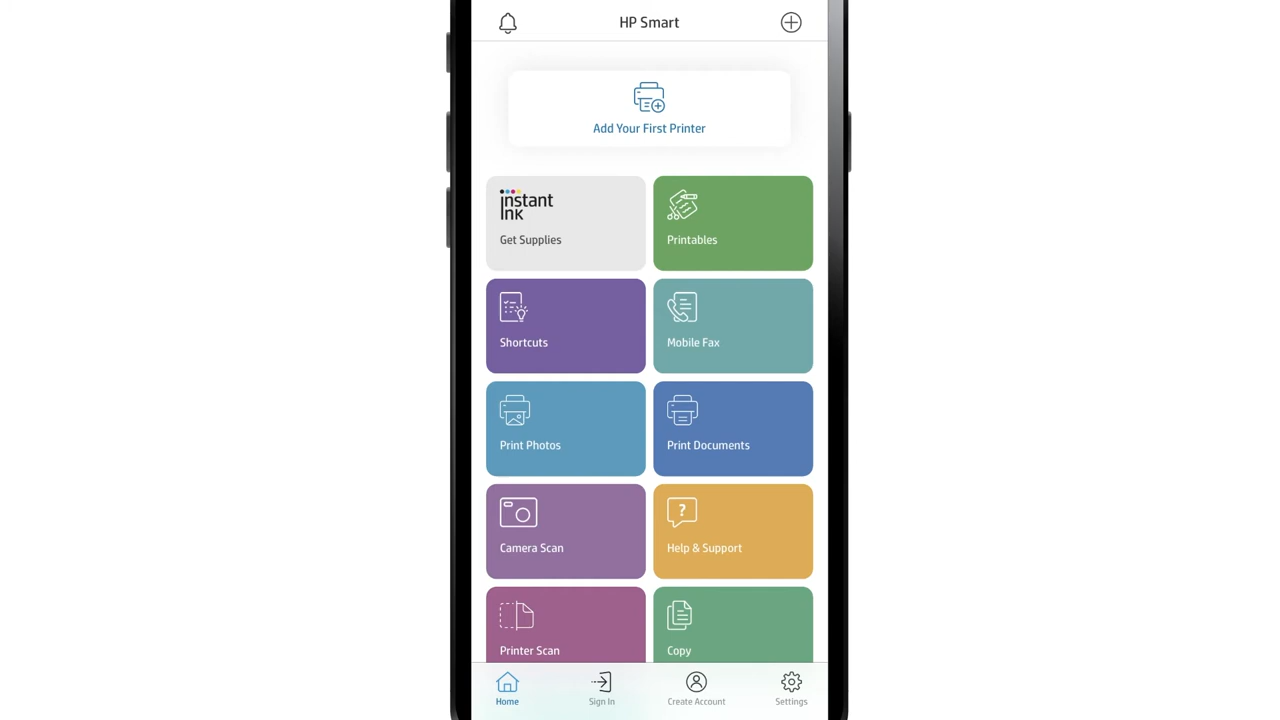 HP Smart
Add Your First Printer
instant
ink
Get Supplies
Printables
Shortcuts
Mobile Fax
Print Photos
Print Documents
?
Camera Scan
Help & Support
Printer Scan
Copy
Home
Sign In
Create Account
Settings